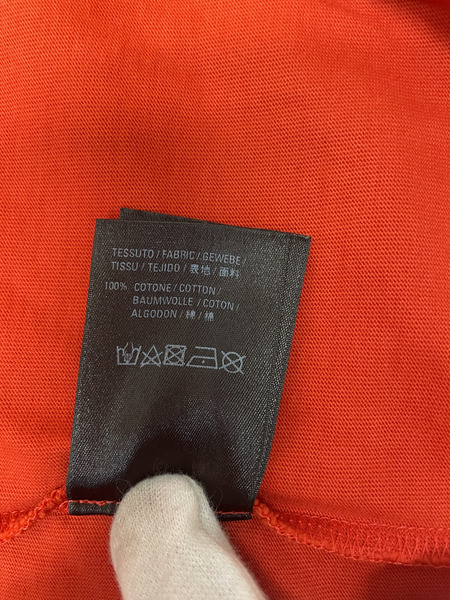 TESSUTO / FABRIC / GEWEBE /
TISSU / TEJIDO / 表地 / 面料
100% COTONE / COTTON /
BAUMWOLLE / COTON /
ALGODON / 綿 / 棉